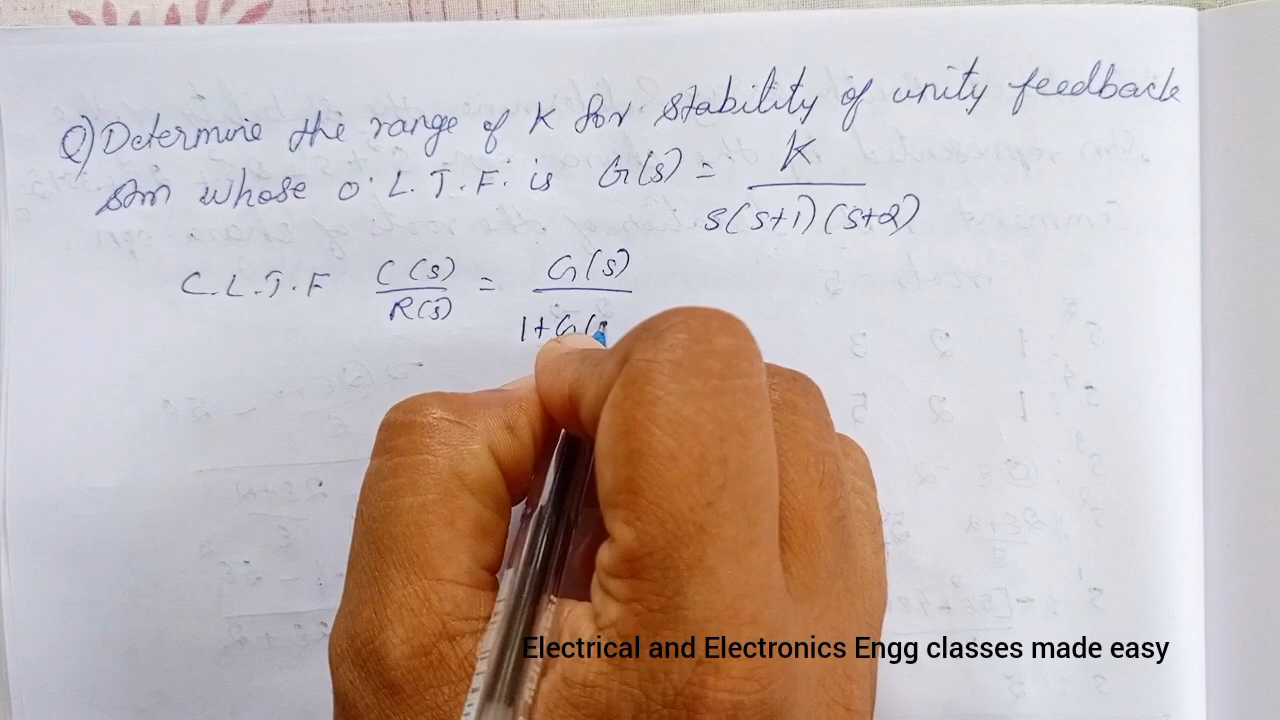 Q) Determine the range of K for stability of unity feedback
s/m whose O.L.T.F. is G(s) = K / s(s+1)(s+2)
C.L.T.F C(s) / R(s) = G(s) / 1+G(
Electrical and Electronics Engg classes made easy